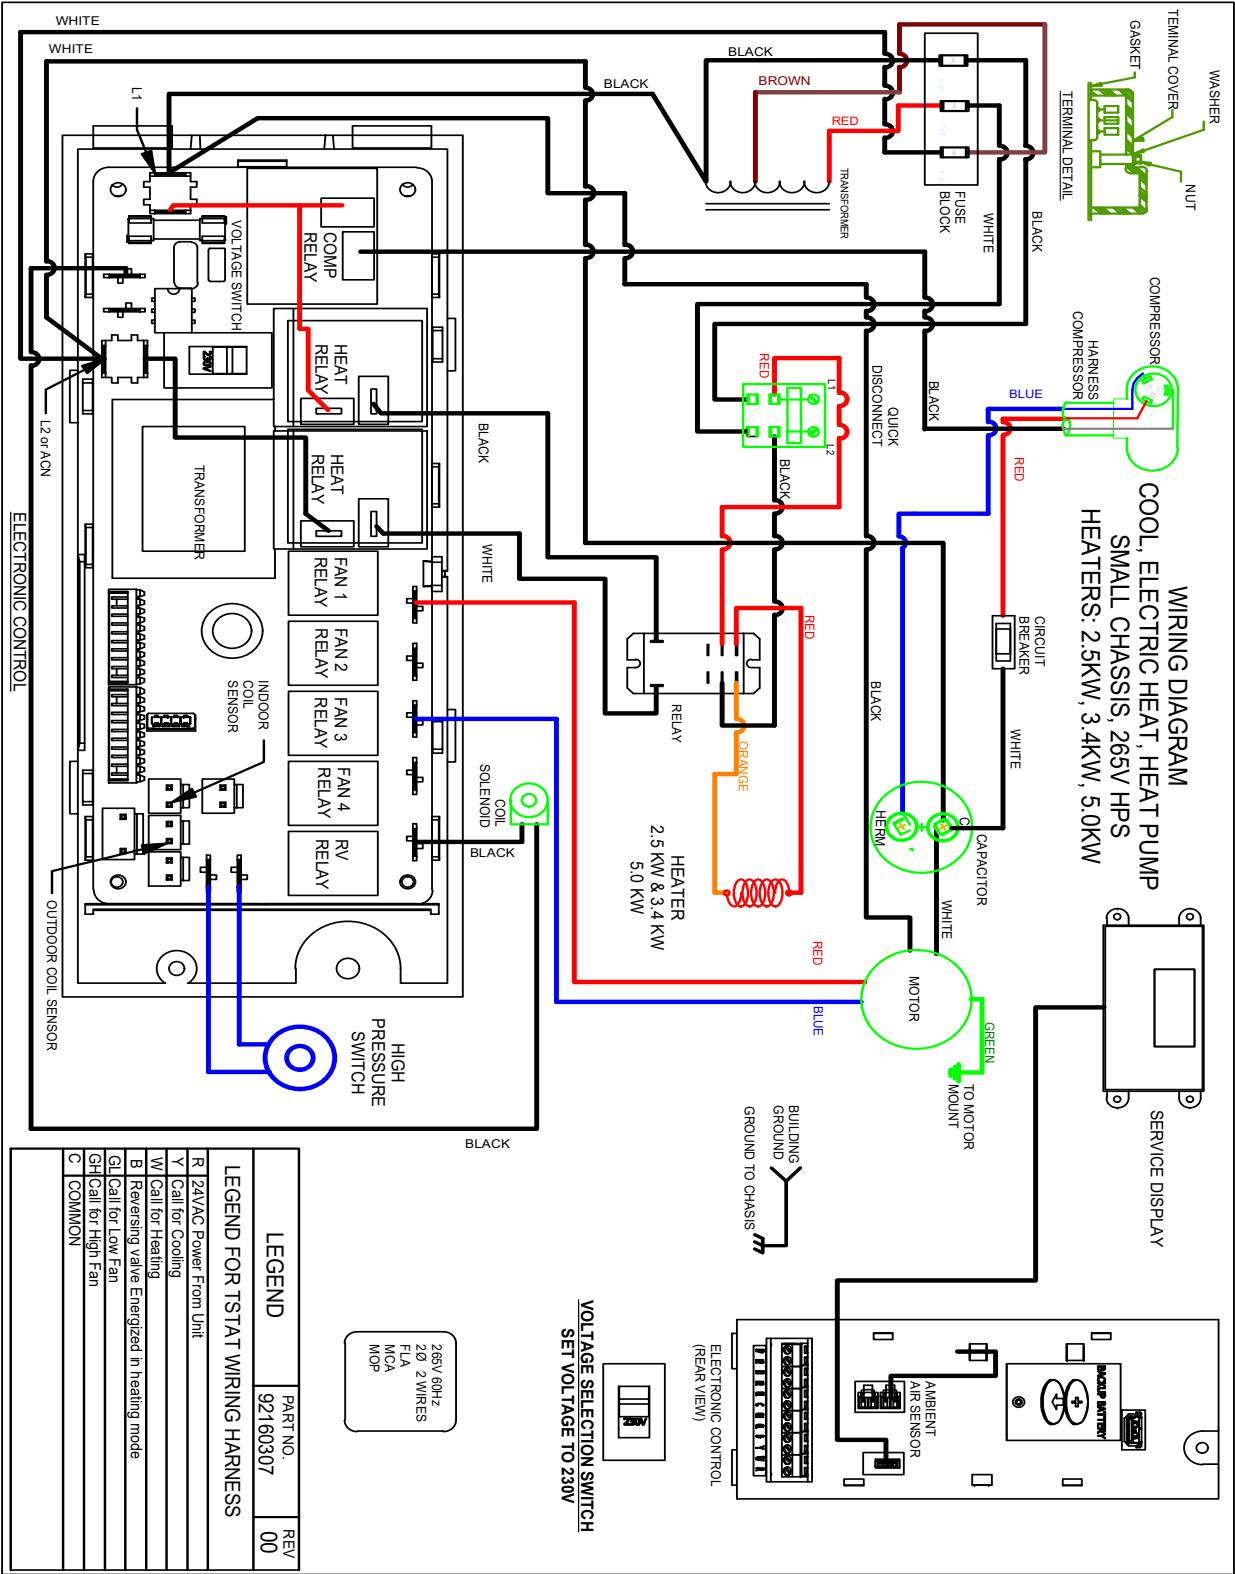 WIRING DIAGRAM
COOL, ELECTRIC HEAT, HEAT PUMP
SMALL CHASSIS, 265V HPS
HEATERS: 2.5KW, 3.4KW, 5.0KW
WASHER
TEMINAL COVER
GASKET
NUT
TERMINAL DETAIL
COMPRESSOR
COMPRESSOR
HARNESS
BLUE
RED
BLACK
CIRCUIT
BREAKER
WHITE
CAPACITOR
C
HERM
WHITE
MOTOR
GREEN
TO MOTOR
MOUNT
SERVICE DISPLAY
WHITE
WHITE
BLACK
BLACK
BROWN
RED
FUSE
BLOCK
WHITE
BLACK
TRANSFORMER
QUICK
DISCONNECT
L1
L2
RED
BLACK
BLACK
RED
ORANGE
RELAY
HEATER
2.5 KW & 3.4 KW
5.0 KW
RED
BLUE
BLACK
WHITE
COIL
SOLENOID
BLACK
HIGH
PRESSURE
SWITCH
BLACK
L1
VOLTAGE SWITCH
COMP
RELAY
230V
HEAT
RELAY
HEAT
RELAY
TRANSFORMER
FAN 1
RELAY
FAN 2
RELAY
FAN 3
RELAY
FAN 4
RELAY
RV
RELAY
L2 or ACN
INDOOR
COIL
SENSOR
OUTDOOR COIL SENSOR
ELECTRONIC CONTROL
BUILDING
GROUND
GROUND TO CHASIS
BACKUP BATTERY
AMBIENT
AIR SENSOR
ELECTRONIC CONTROL
(REAR VIEW)
VOLTAGE SELECTION SWITCH
SET VOLTAGE TO 230V
230V
265V 60Hz
2Ø 2 WIRES
FLA
MCA
MOP
LEGEND
PART NO.
92160307
REV
00
LEGEND FOR TSTAT WIRING HARNESS
R 24VAC Power From Unit
Y Call for Cooling
W Call for Heating
B Reversing valve Energized in heating mode
GL Call for Low Fan
GH Call for High Fan
C COMMON